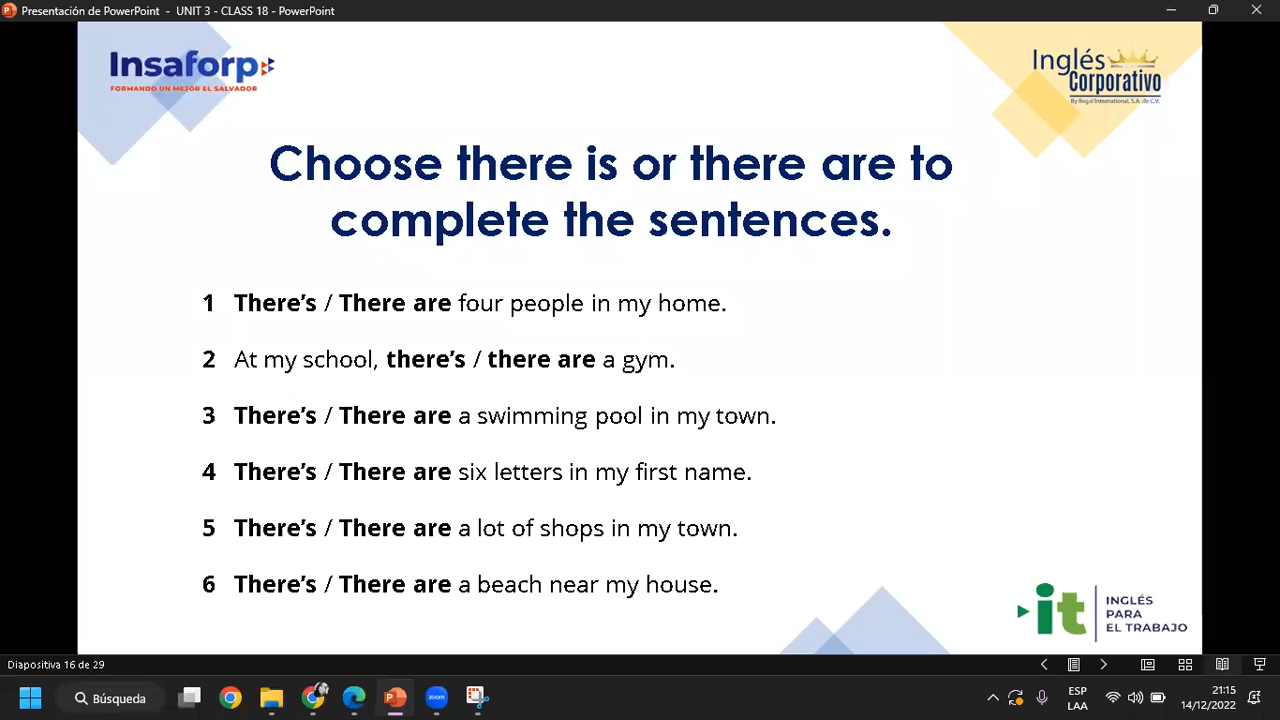 Presentación de PowerPoint - UNIT 3 - CLASS 18 - PowerPoint
Insaforp
FORMANDO UN MEJOR EL SALVADOR
Inglés
Corporativo
By Regal International, S.A. de C.V.
Choose there is or there are to
complete the sentences.
1 There's / There are four people in my home.
2 At my school, there's / there are a gym.
3 There's / There are a swimming pool in my town.
4 There's / There are six letters in my first name.
5 There's / There are a lot of shops in my town.
6 There's / There are a beach near my house.
it
INGLÉS
PARA
EL TRABAJO
Diapositiva 16 de 29
Búsqueda
zoom
ESP
LAA
21:15
14/12/2022